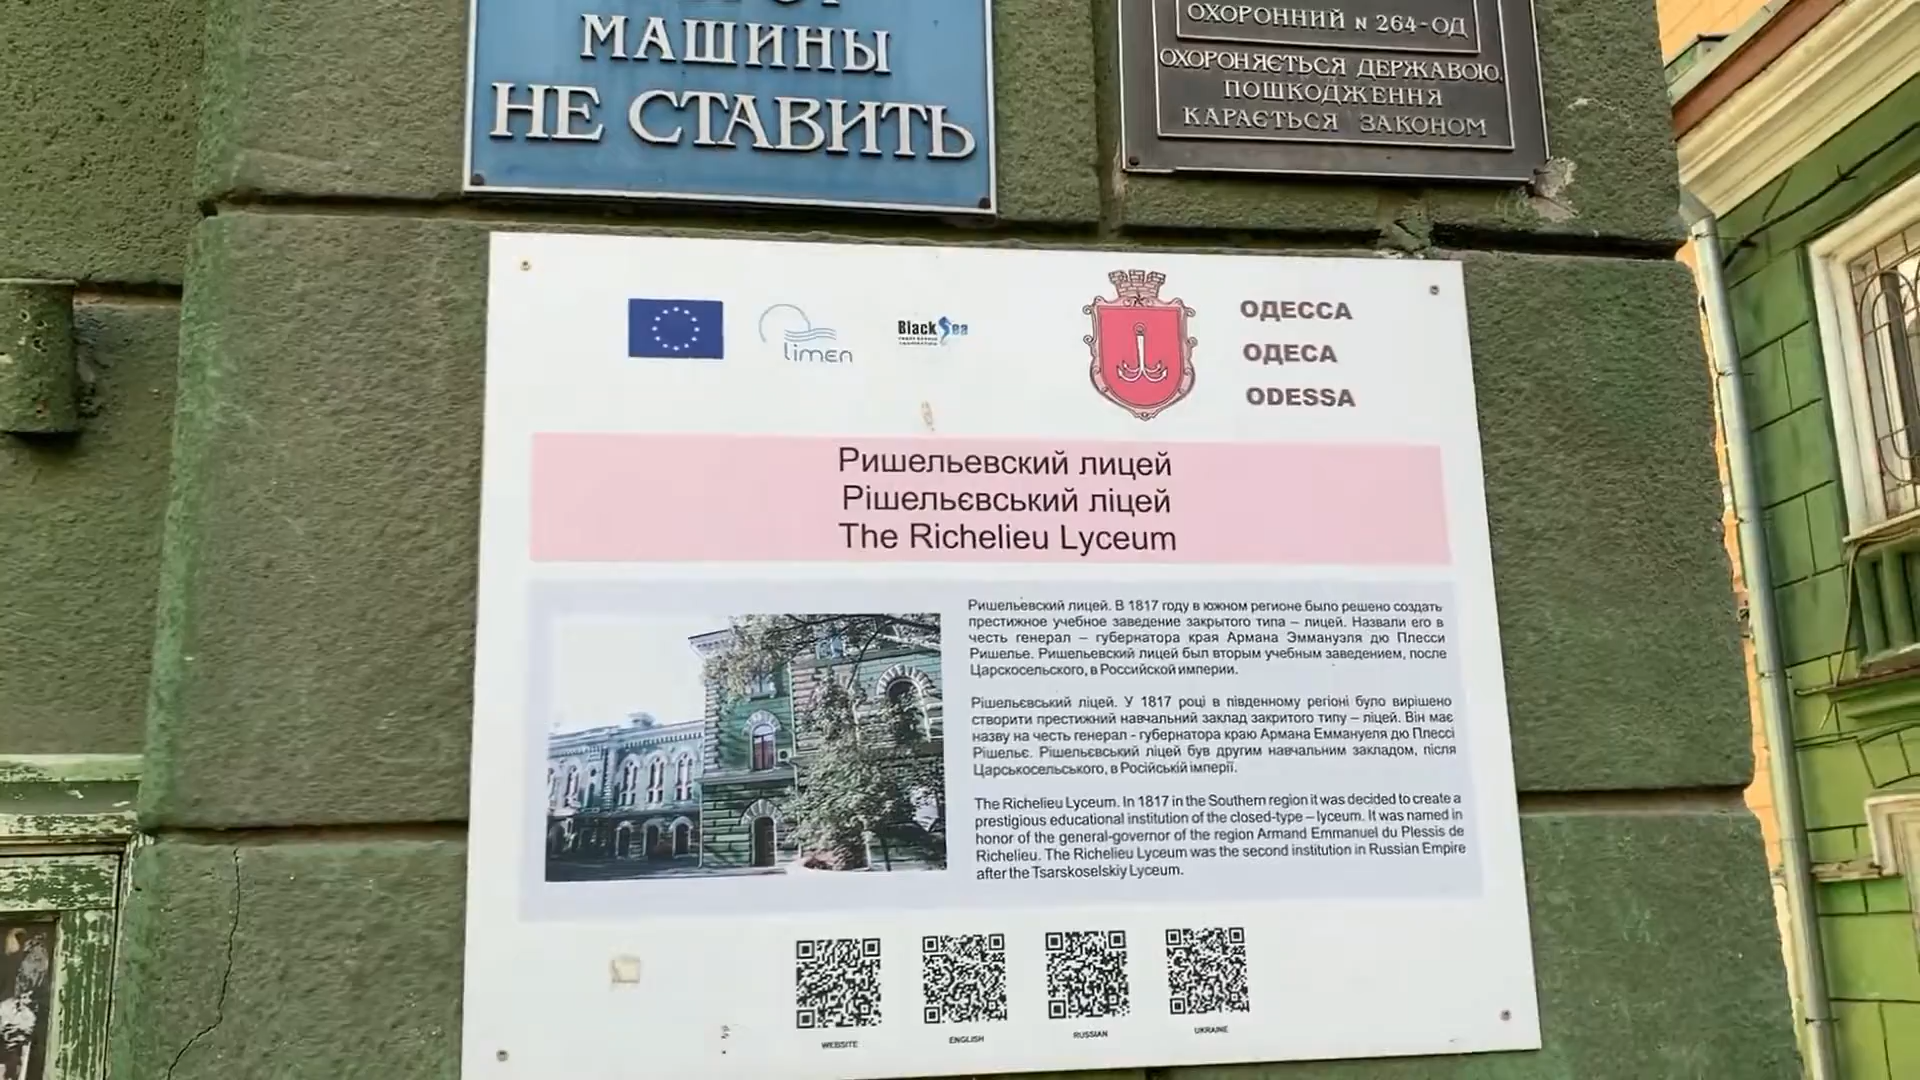 МАШИНЫ
НЕ СТАВИТЬ
ОХОРОННИЙ № 264-ОД
ОХОРОНЯЄТЬСЯ ДЕРЖАВОЮ,
ПОШКОДЖЕННЯ
КАРАЄТЬСЯ ЗАКОНОМ
limen
Black Sea
ОДЕССА
ОДЕСА
ODESSA
Ришельевский лицей
Рішельєвський ліцей
The Richelieu Lyceum
Ришельевский лицей. В 1817 году в южном регионе было решено создать
престижное учебное заведение закрытого типа – лицей. Назвали его в
честь генерал – губернатора края Армана Эммануэля дю Плесси
Ришелье. Ришельевский лицей был вторым учебным заведением, после
Царскосельского, в Российской империи.
Рішельєвський ліцей. У 1817 році в південному регіоні було вирішено
створити престижний навчальний заклад закритого типу – ліцей. Він має
назву на честь генерал - губернатора краю Армана Еммануеля дю Плессі
Рішельє. Рішельєвський ліцей був другим навчальним закладом, після
Царськосельського, в Російській імперії.
The Richelieu Lyceum. In 1817 in the Southern region it was decided to create a
prestigious educational institution of the closed-type – lyceum. It was named in
honor of the general-governor of the region Armand Emmanuel du Plessis de
Richelieu. The Richelieu Lyceum was the second institution in Russian Empire
after the Tsarskoselskiy Lyceum.
WEBSITE
ENGLISH
RUSSIAN
UKRAINE